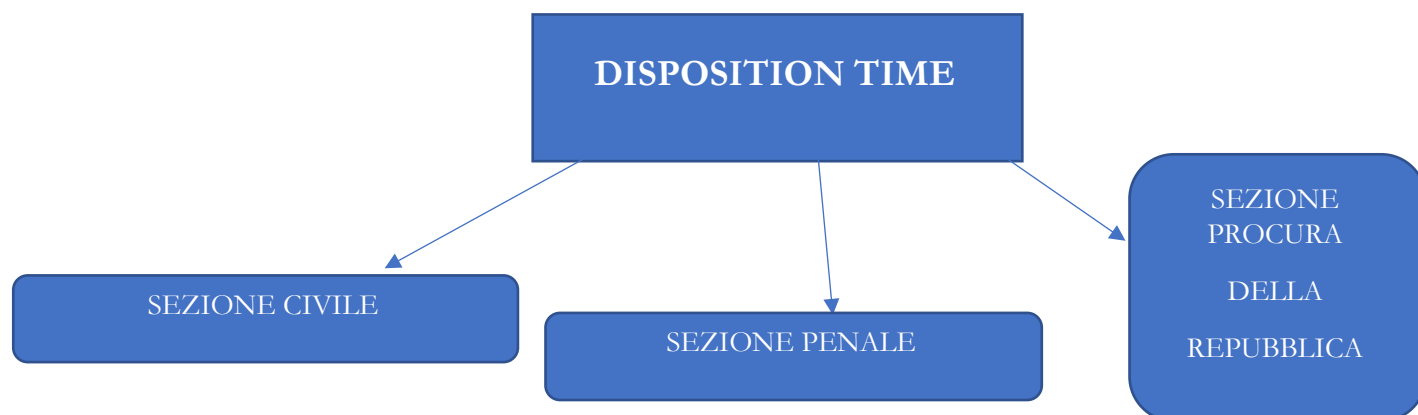 DISPOSITION TIME
SEZIONE CIVILE
SEZIONE PENALE
SEZIONE
PROCURA
DELLA
REPUBBLICA